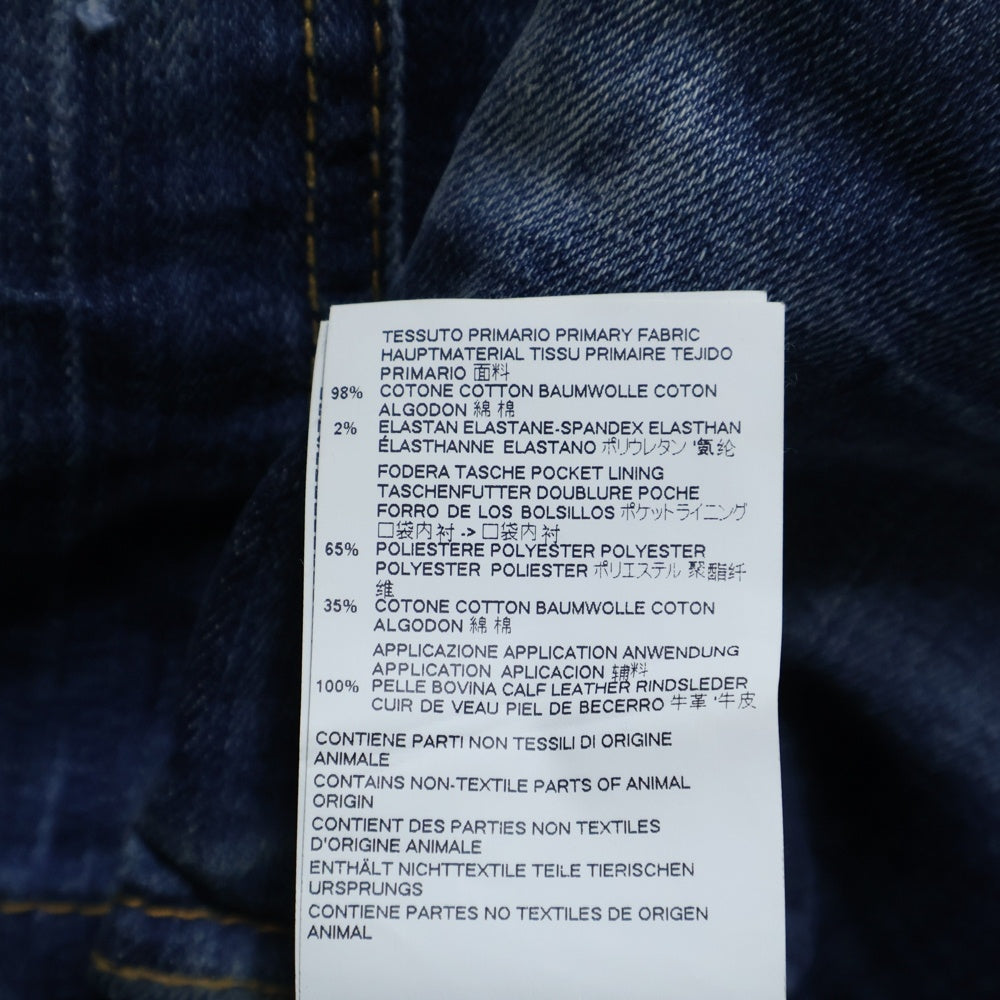 TESSUTO PRIMARIO PRIMARY FABRIC
HAUPTMATERIAL TISSU PRIMAIRE TEJIDO
PRIMARIO 面料
98% COTONE COTTON BAUMWOLLE COTON
ALGODON 綿 棉
2% ELASTAN ELASTANE-SPANDEX ELASTHAN
ÉLASTHANNE ELASTANO ポリウレタン '氨纶
FODERA TASCHE POCKET LINING
TASCHENFUTTER DOUBLURE POCHE
FORRO DE LOS BOLSILLOS ポケットライニング
口袋内衬 -> 口袋内衬
65% POLIESTERE POLYESTER POLYESTER
POLYESTER POLIESTER ポリエステル 聚酯纤
维
35% COTONE COTTON BAUMWOLLE COTON
ALGODON 綿 棉
APPLICAZIONE APPLICATION ANWENDUNG
APPLICATION APLICACION 辅料
100% PELLE BOVINA CALF LEATHER RINDSLEDER
CUIR DE VEAU PIEL DE BECERRO 牛革 '牛皮
CONTIENE PARTI NON TESSILI DI ORIGINE
ANIMALE
CONTAINS NON-TEXTILE PARTS OF ANIMAL
ORIGIN
CONTIENT DES PARTIES NON TEXTILES
D'ORIGINE ANIMALE
ENTHÄLT NICHTTEXTILE TEILE TIERISCHEN
URSPRUNGS
CONTIENE PARTES NO TEXTILES DE ORIGEN
ANIMAL